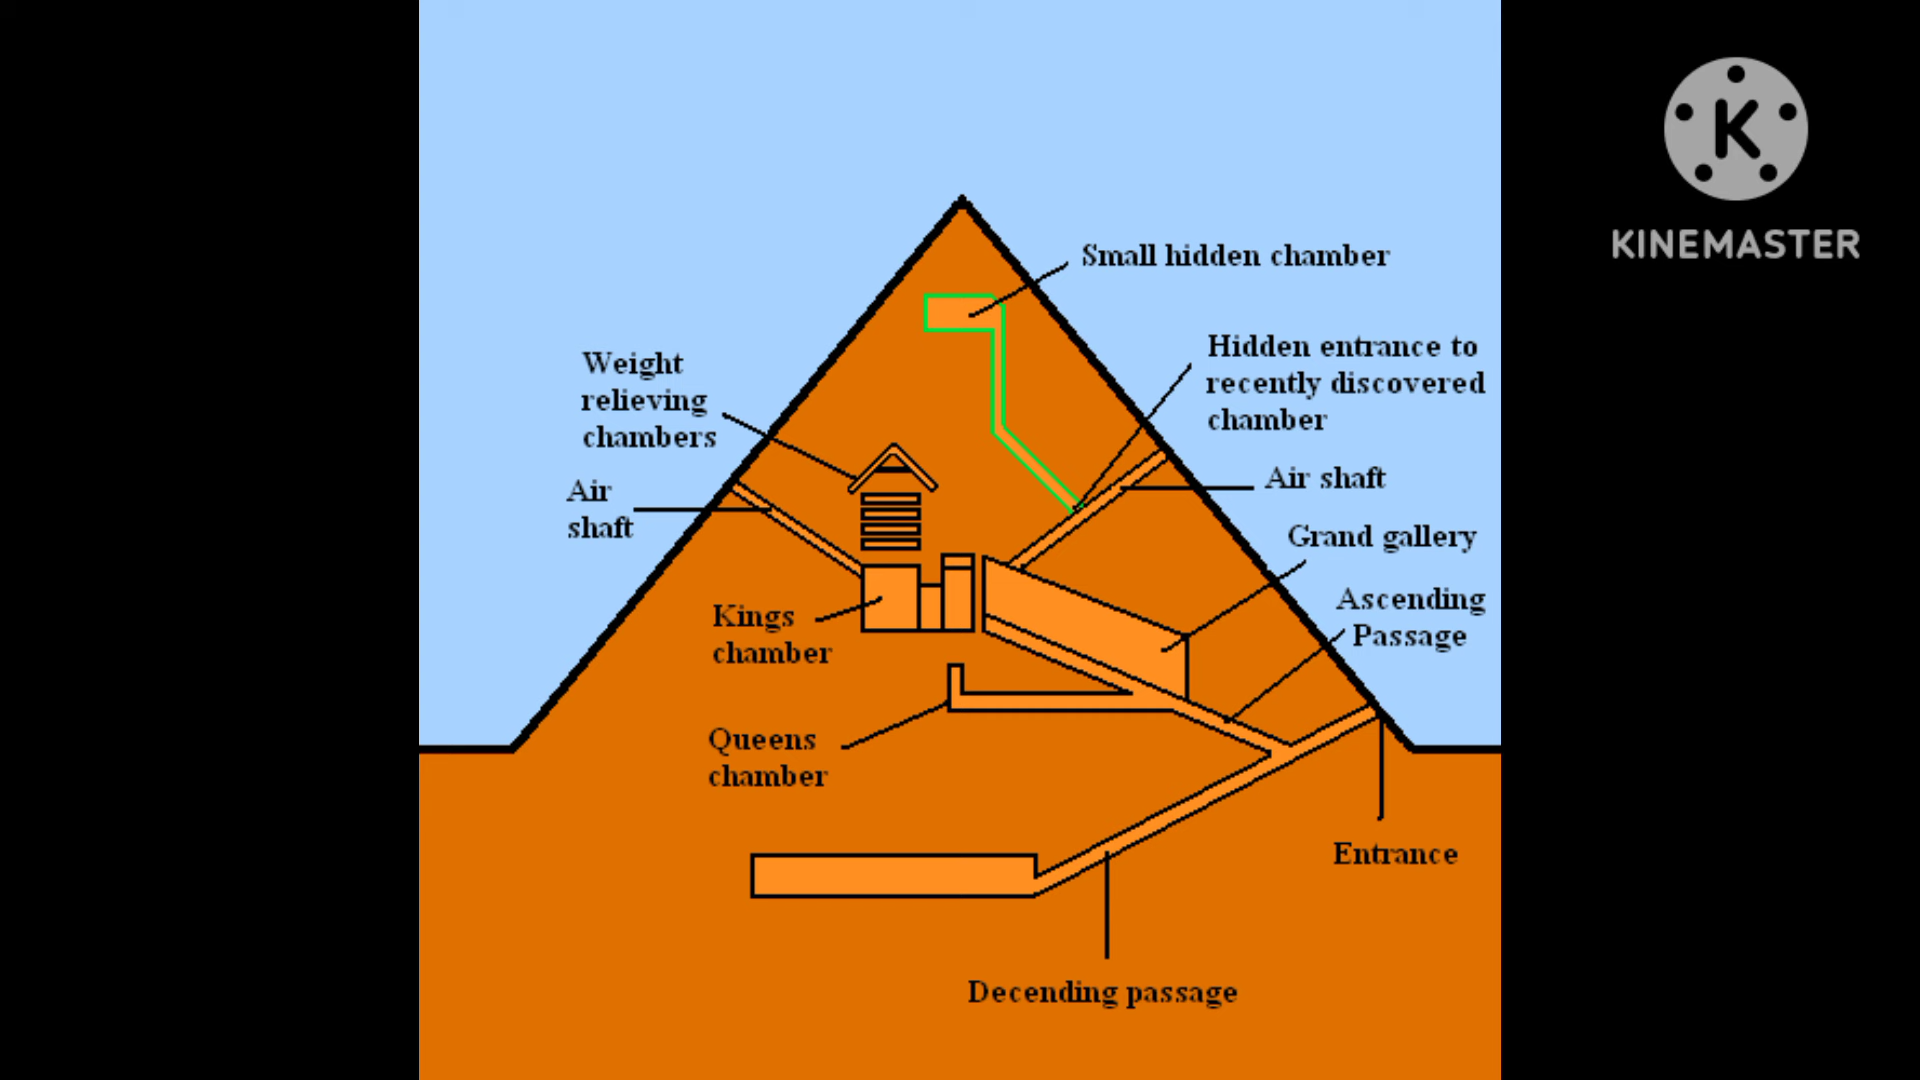 Small hidden chamber
KINEMASTER
Hidden entrance to
recently discovered
chamber
Weight
relieving
chambers
Air shaft
Air
shaft
Grand gallery
Ascending
Passage
Kings
chamber
Queens
chamber
Entrance
Decending passage